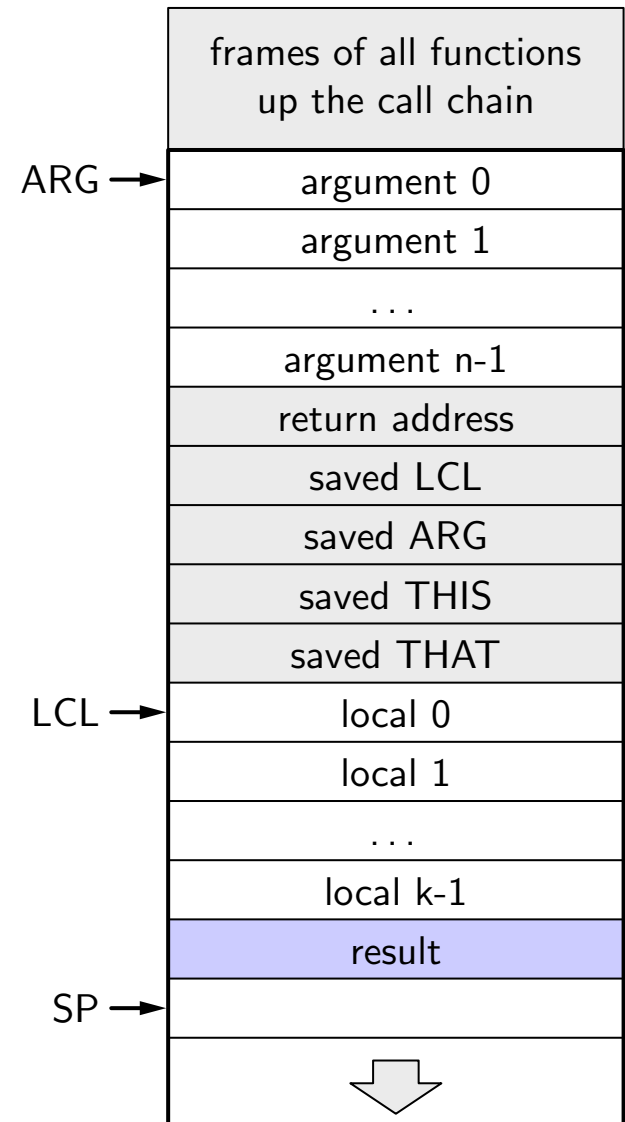 frames of all functions
up the call chain
ARG
argument 0
argument 1
...
argument n-1
return address
saved LCL
saved ARG
saved THIS
saved THAT
LCL
local 0
local 1
...
local k-1
result
SP